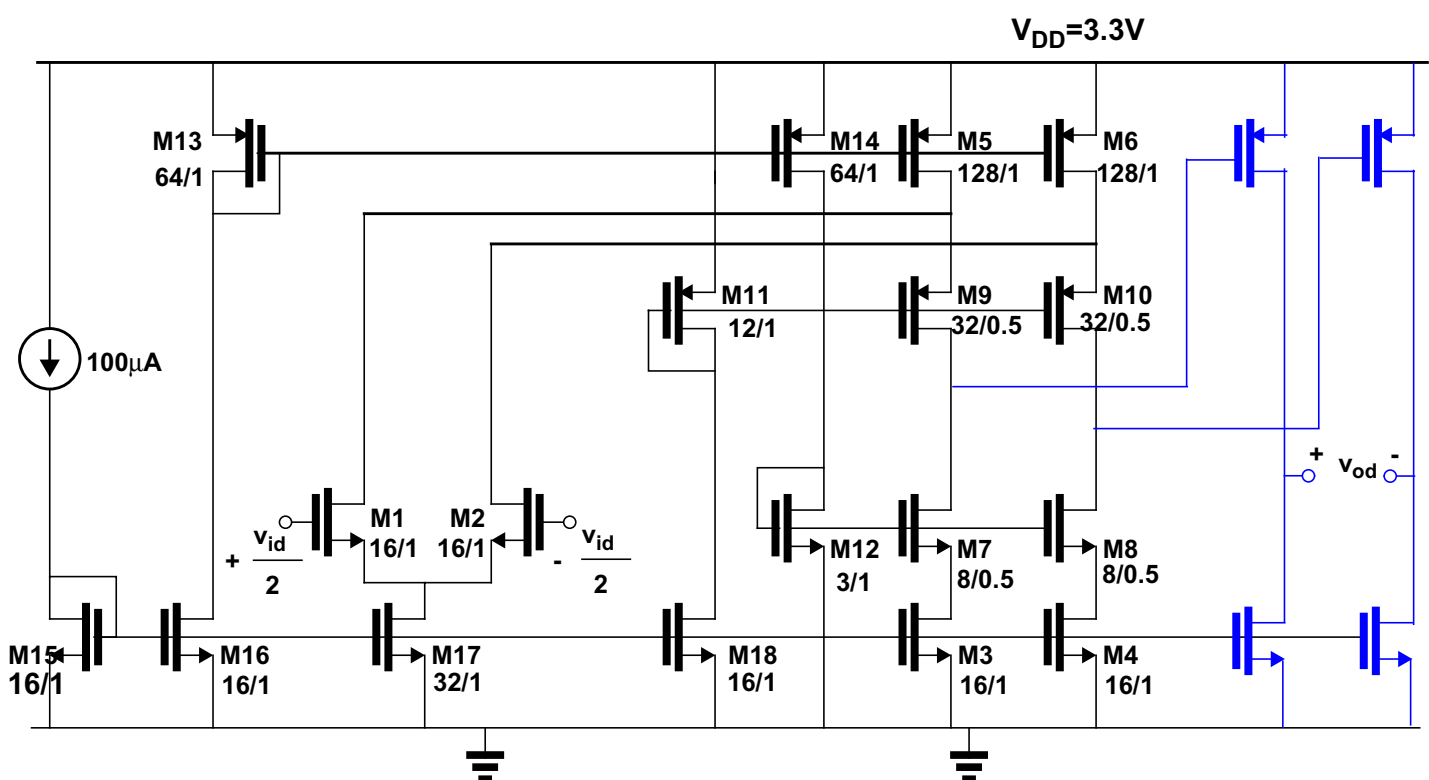 VDD=3.3V
M13
64/1
M14
64/1
M5
128/1
M6
128/1
M11
12/1
M9
32/0.5
M10
32/0.5
100μA
+ vid
2
M1
16/1
M2
16/1
- vid
2
M12
3/1
M7
8/0.5
M8
8/0.5
+ vod -
M15
16/1
M16
16/1
M17
32/1
M18
16/1
M3
16/1
M4
16/1